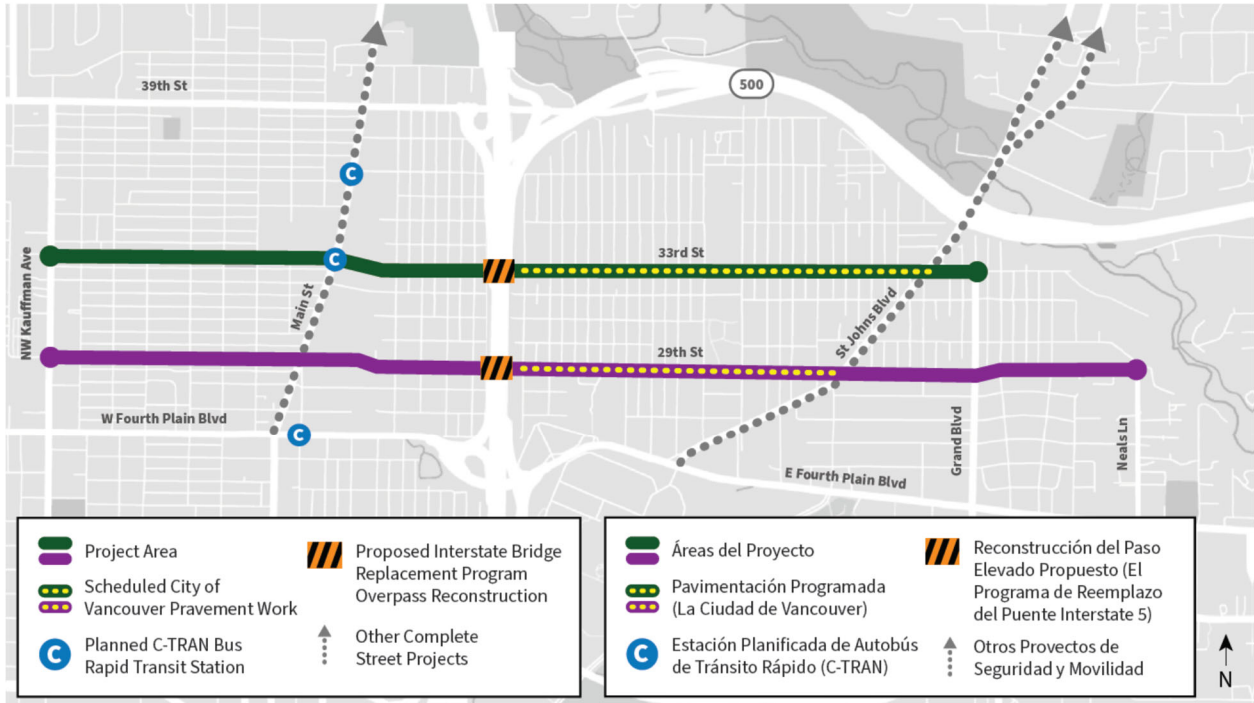 39th St
500
C
NW Kauffman Ave
C
33rd St
Main St
St Johns Blvd
29th St
W Fourth Plain Blvd
C
E Fourth Plain Blvd
Grand Blvd
Neals Ln
Project Area
Scheduled City of
Vancouver Pravement Work
C
Planned C-TRAN Bus
Rapid Transit Station
Proposed Interstate Bridge
Replacement Program
Overpass Reconstruction
Other Complete
Street Projects
Áreas del Proyecto
Pavimentación Programada
(La Ciudad de Vancouver)
C
Estación Planificada de Autobús
de Tránsito Rápido (C-TRAN)
Reconstrucción del Paso
Elevado Propuesto (El
Programa de Reemplazo
del Puente Interstate 5)
Otros Provectos de
Seguridad y Movilidad
N